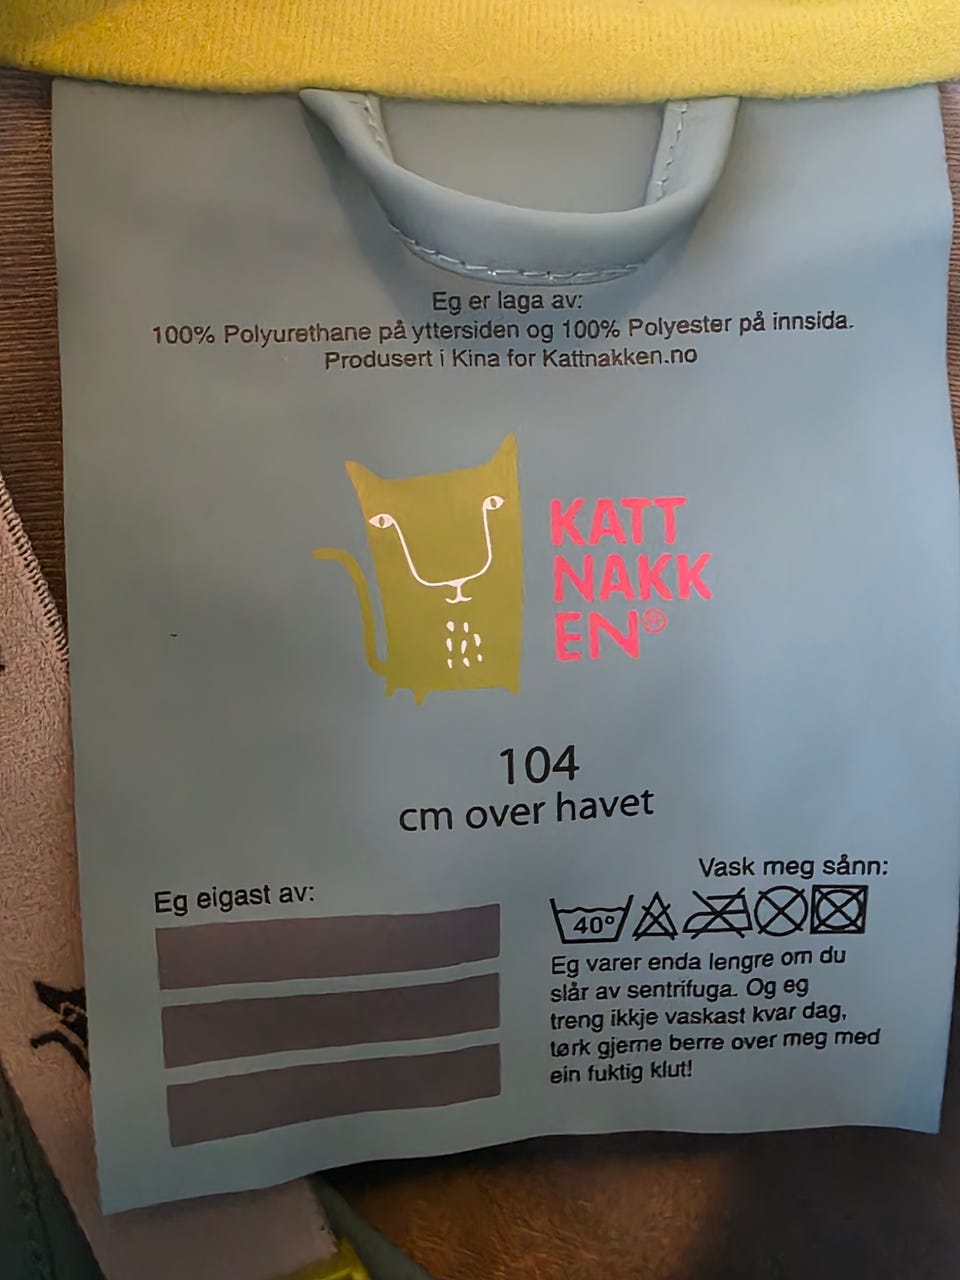 Eg er laga av:
100% Polyurethane på yttersiden og 100% Polyester på innsida.
Produsert i Kina for Kattnakken.no
KATT
NAKK
EN®
104
cm over havet
Eg eigast av:
Vask meg sånn:
40°
Eg varer enda lengre om du
slår av sentrifuga. Og eg
treng ikkje vaskast kvar dag,
tørk gjerne berre over meg med
ein fuktig klut!